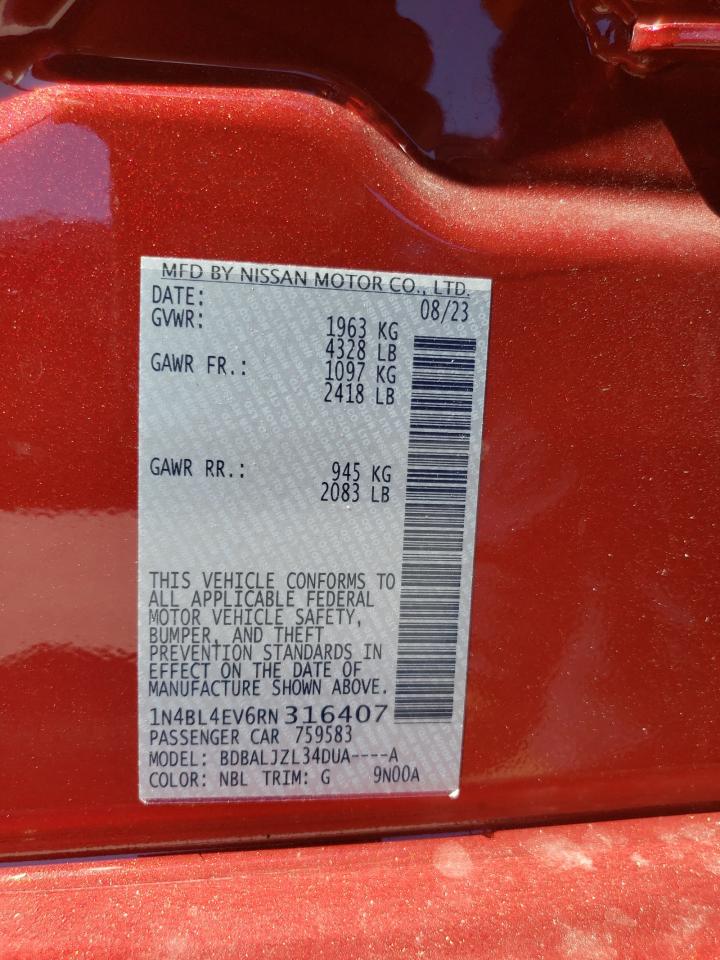 MFD BY NISSAN MOTOR CO., LTD.
DATE: 08/23
GVWR: 1963 KG
4328 LB
GAWR FR.: 1097 KG
2418 LB
GAWR RR.: 945 KG
2083 LB
THIS VEHICLE CONFORMS TO
ALL APPLICABLE FEDERAL
MOTOR VEHICLE SAFETY,
BUMPER, AND THEFT
PREVENTION STANDARDS IN
EFFECT ON THE DATE OF
MANUFACTURE SHOWN ABOVE.
1N4BL4EV6RN316407
PASSENGER CAR 759583
MODEL: BDBALJZL34DUA----A
COLOR: NBL TRIM: G 9N00A